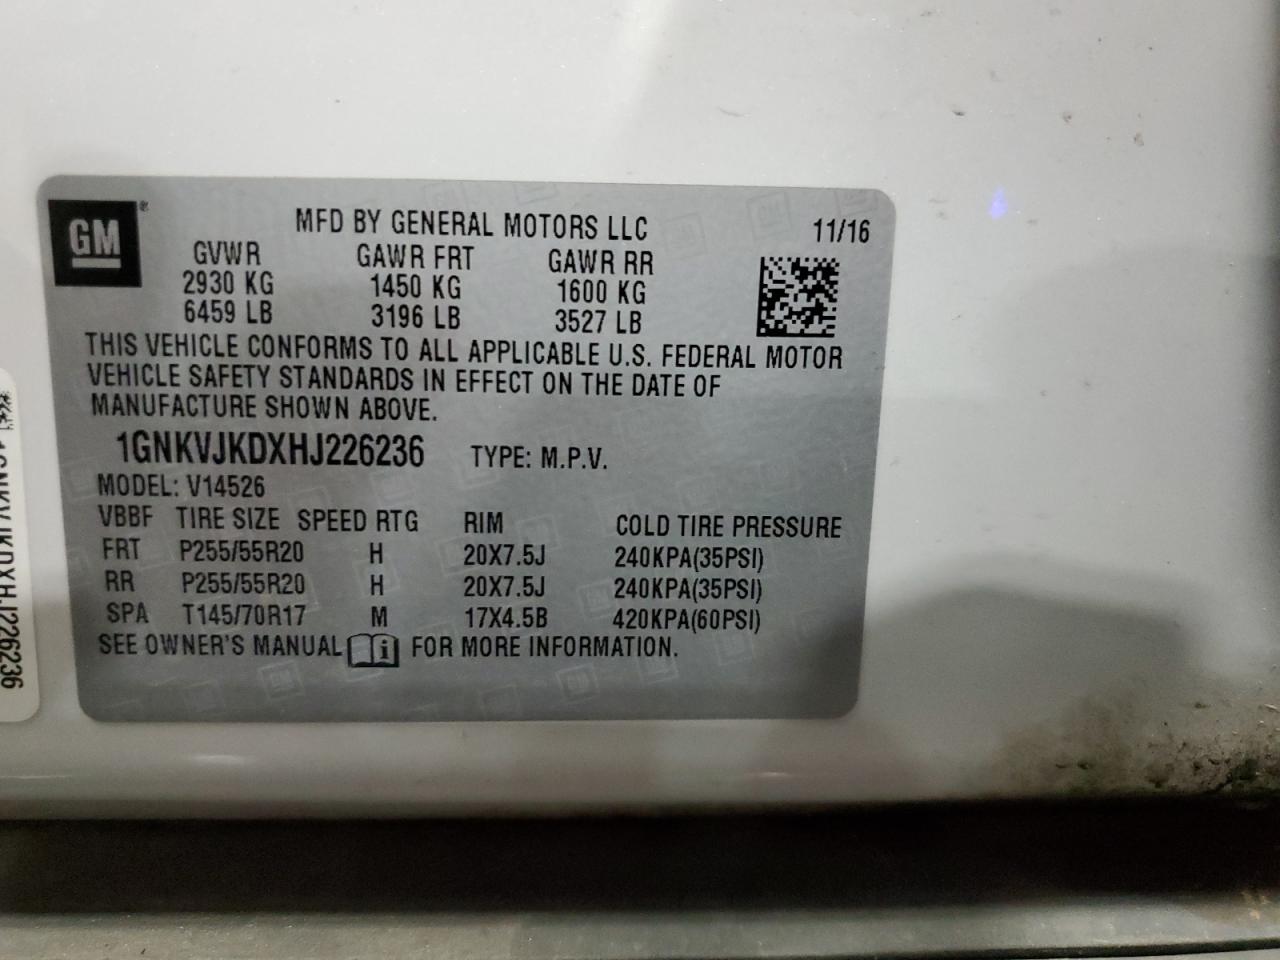 GM®
MFD BY GENERAL MOTORS LLC 11/16
GVWR GAWR FRT GAWR RR
2930 KG 1450 KG 1600 KG
6459 LB 3196 LB 3527 LB
THIS VEHICLE CONFORMS TO ALL APPLICABLE U.S. FEDERAL MOTOR
VEHICLE SAFETY STANDARDS IN EFFECT ON THE DATE OF
MANUFACTURE SHOWN ABOVE.
1GNKVJKDXHJ226236 TYPE: M.P.V.
MODEL: V14526
VBBF TIRE SIZE SPEED RTG RIM COLD TIRE PRESSURE
FRT P255/55R20 H 20X7.5J 240KPA(35PSI)
RR P255/55R20 H 20X7.5J 240KPA(35PSI)
SPA T145/70R17 M 17X4.5B 420KPA(60PSI)
SEE OWNER'S MANUAL FOR MORE INFORMATION.
1GNKVJKDXHJ226236